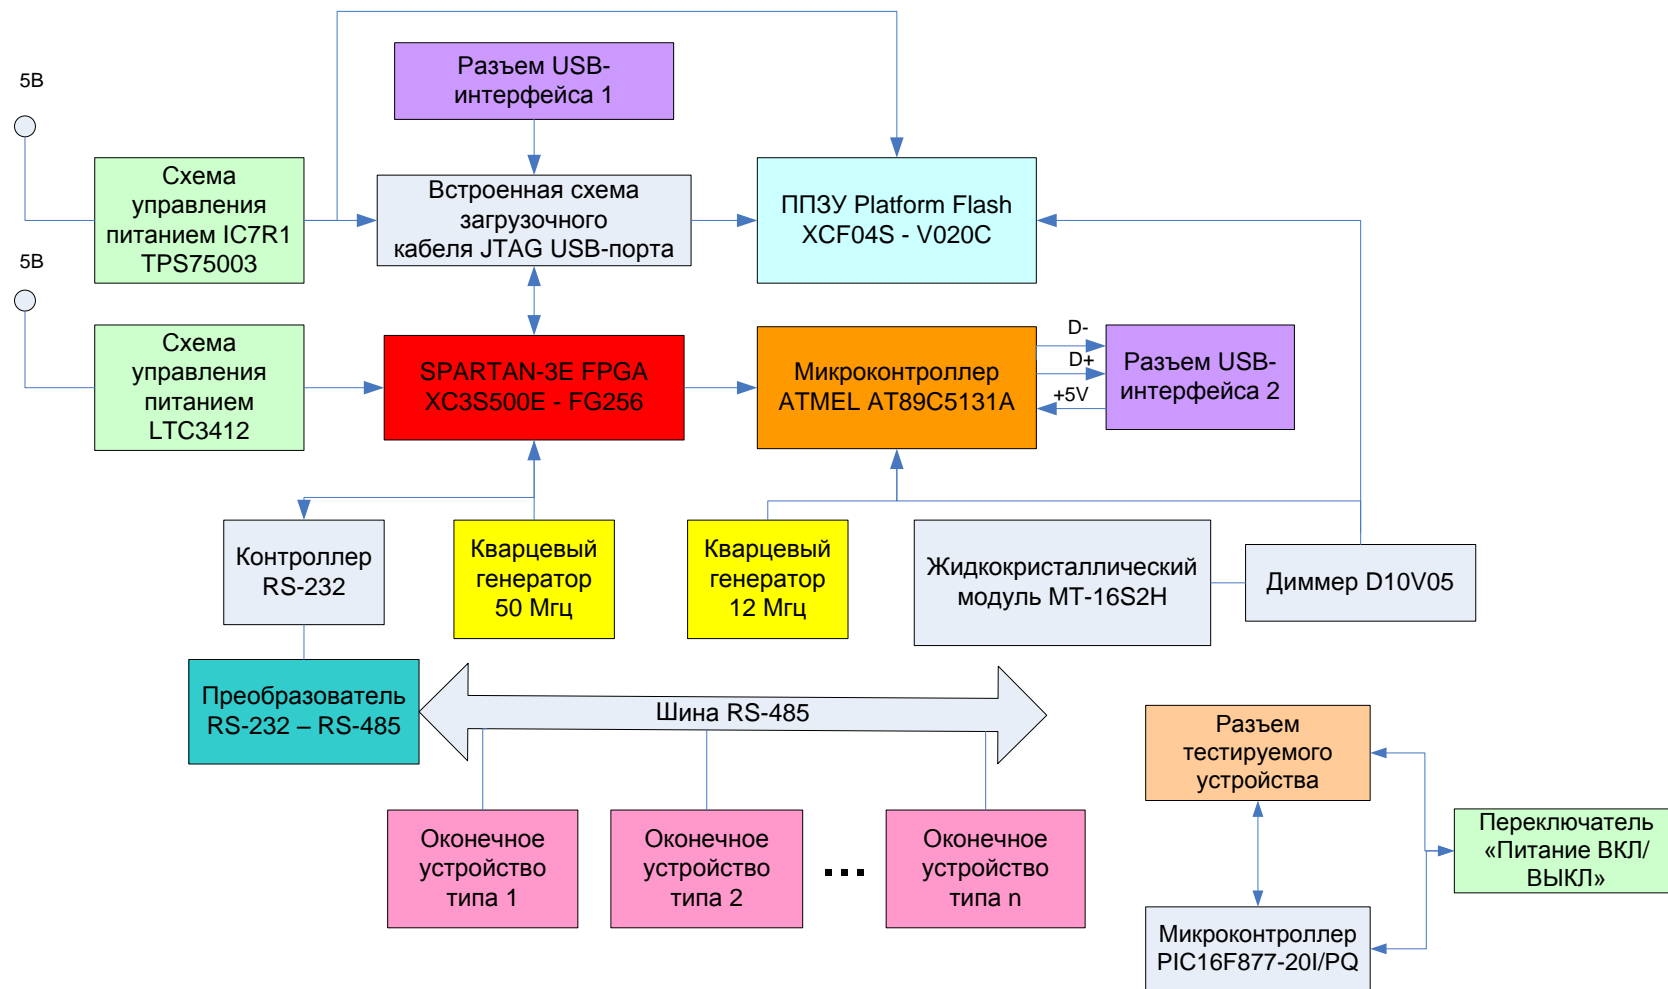 5В
Разъем USB-
интерфейса 1
Схема
управления
питанием IC7R1
TPS75003
Встроенная схема
загрузочного
кабеля JTAG USB-порта
ППЗУ Platform Flash
XCF04S - V020C
5В
Схема
управления
питанием
LTC3412
SPARTAN-3E FPGA
XC3S500E - FG256
Микроконтроллер
ATMEL AT89C5131A
D-
D+
+5V
Разъем USB-
интерфейса 2
Контроллер
RS-232
Кварцевый
генератор
50 Мгц
Кварцевый
генератор
12 Мгц
Жидкокристаллический
модуль МТ-16S2H
Диммер D10V05
Преобразователь
RS-232 – RS-485
Шина RS-485
Разъем
тестируемого
устройства
Оконечное
устройство
типа 1
Оконечное
устройство
типа 2
...
Оконечное
устройство
типа n
Переключатель
«Питание ВКЛ/
ВЫКЛ»
Микроконтроллер
PIC16F877-20I/PQ